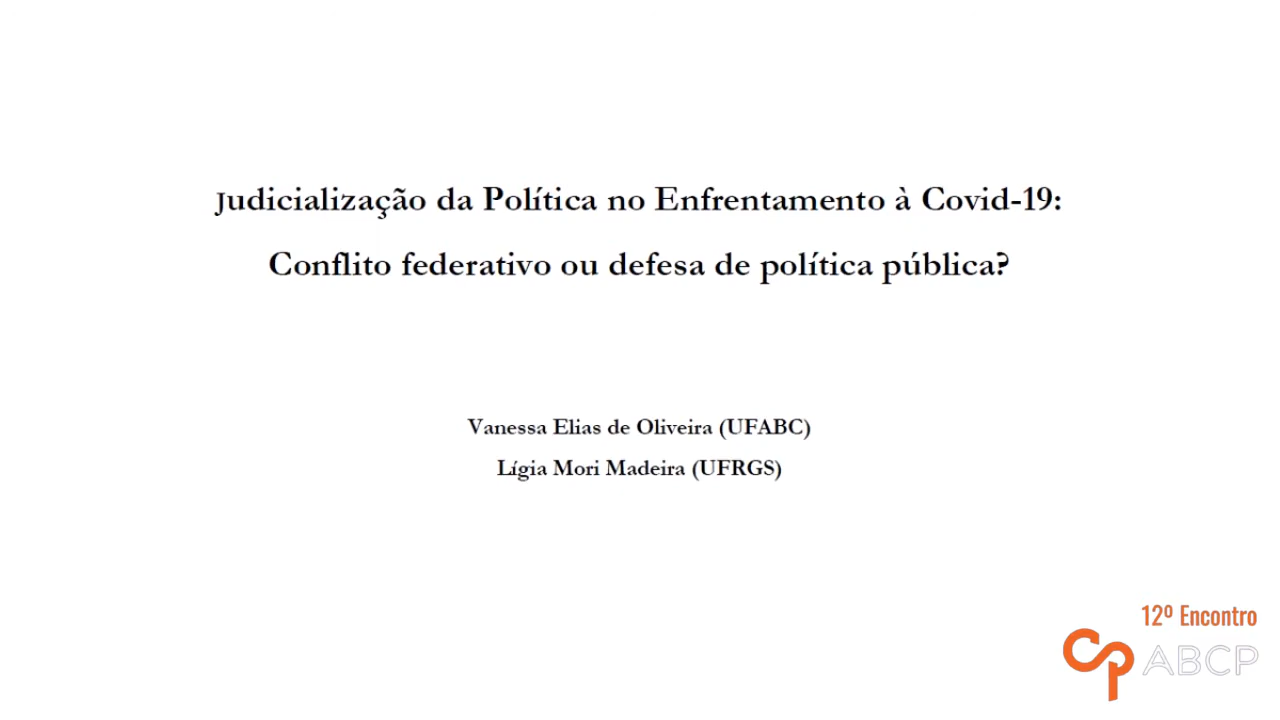 Judicialização da Política no Enfrentamento à Covid-19:
Conflito federativo ou defesa de política pública?
Vanessa Elias de Oliveira (UFABC)
Lígia Mori Madeira (UFRGS)
12º Encontro
CP ABCP